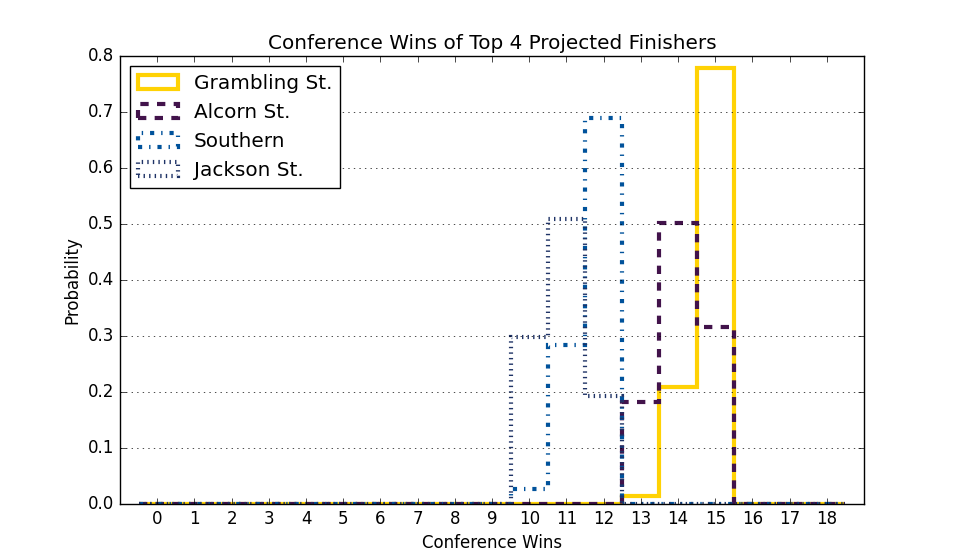 Conference Wins of Top 4 Projected Finishers
Grambling St.
Alcorn St.
Southern
Jackson St.
Probability
0.8
0.7
0.6
0.5
0.4
0.3
0.2
0.1
0.0
0 1 2 3 4 5 6 7 8 9 10 11 12 13 14 15 16 17 18
Conference Wins